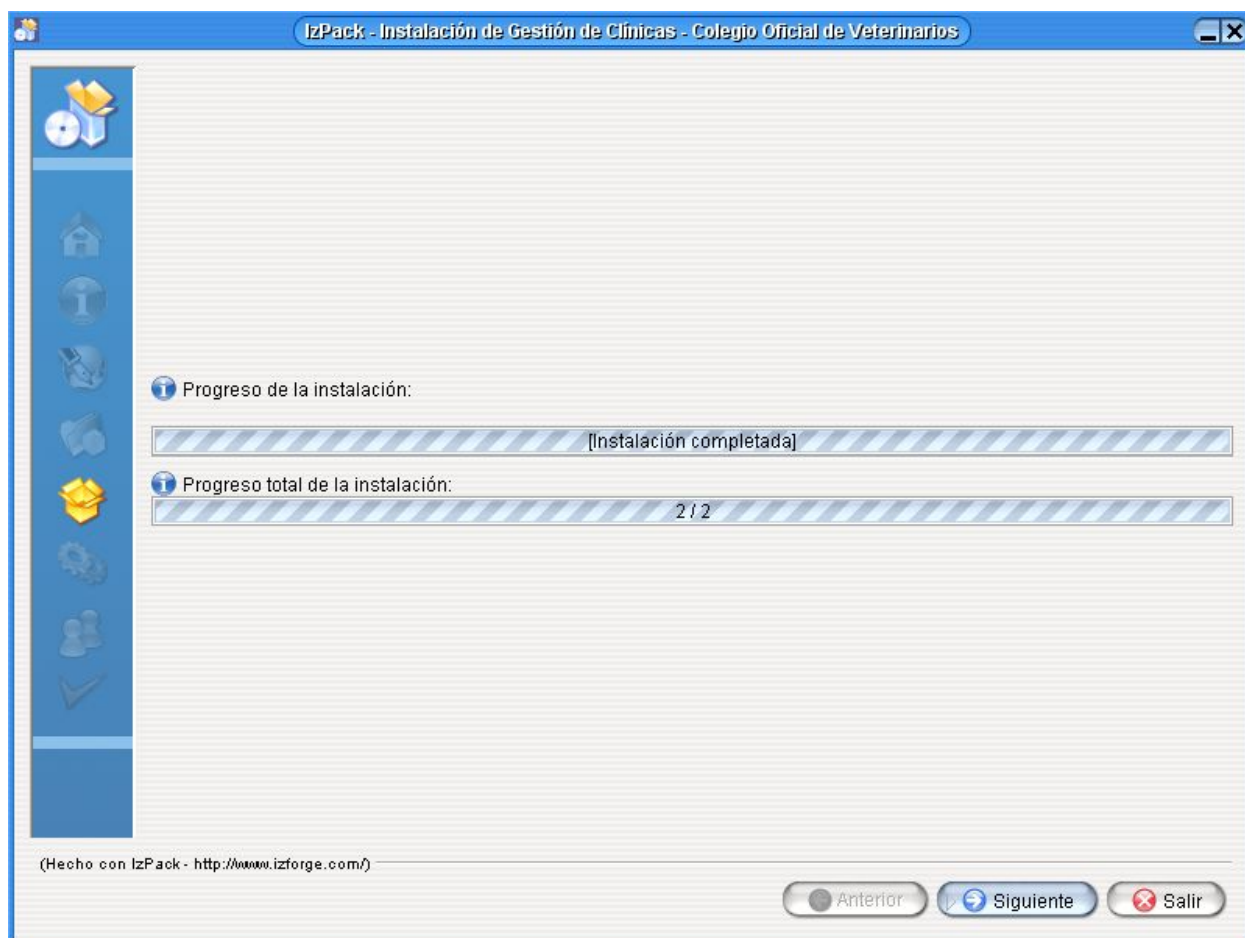 IzPack - Instalación de Gestión de Clínicas - Colegio Oficial de Veterinarios
Progreso de la instalación:
[Instalación completada]
Progreso total de la instalación:
2 / 2
(Hecho con IzPack - http://www.izforge.com/)
Anterior Siguiente Salir